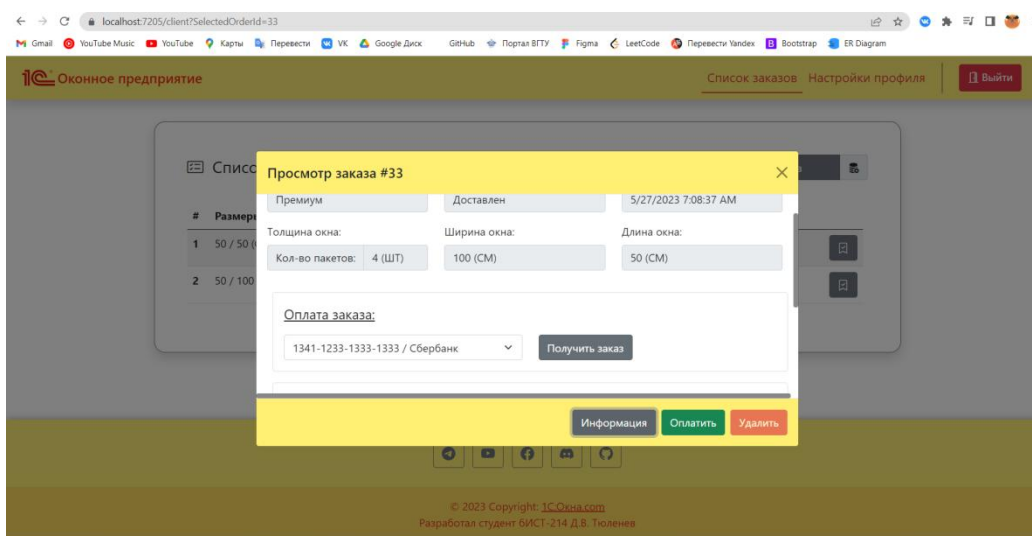 localhost:7205/client?SelectedOrderId=33
Gmail YouTube Music YouTube Карты Перевести VK Google Диск GitHub Портал ВГТУ Figma LeetCode Перевести Yandex Bootstrap ER Diagram
1С Оконное предприятие Список заказов Настройки профиля Выйти
Списо
Просмотр заказа #33
Премиум Доставлен 5/27/2023 7:08:37 AM
# Размеры
Толщина окна: Ширина окна: Длина окна:
1 50 / 50 (
Кол-во пакетов: 4 (ШТ) 100 (СМ) 50 (СМ)
2 50 / 100
Оплата заказа:
1341-1233-1333-1333 / Сбербанк Получить заказ
Информация Оплатить Удалить
© 2023 Copyright: 1С.Окна.com
Разработал студент бИСТ-214 Д.В. Тюленев